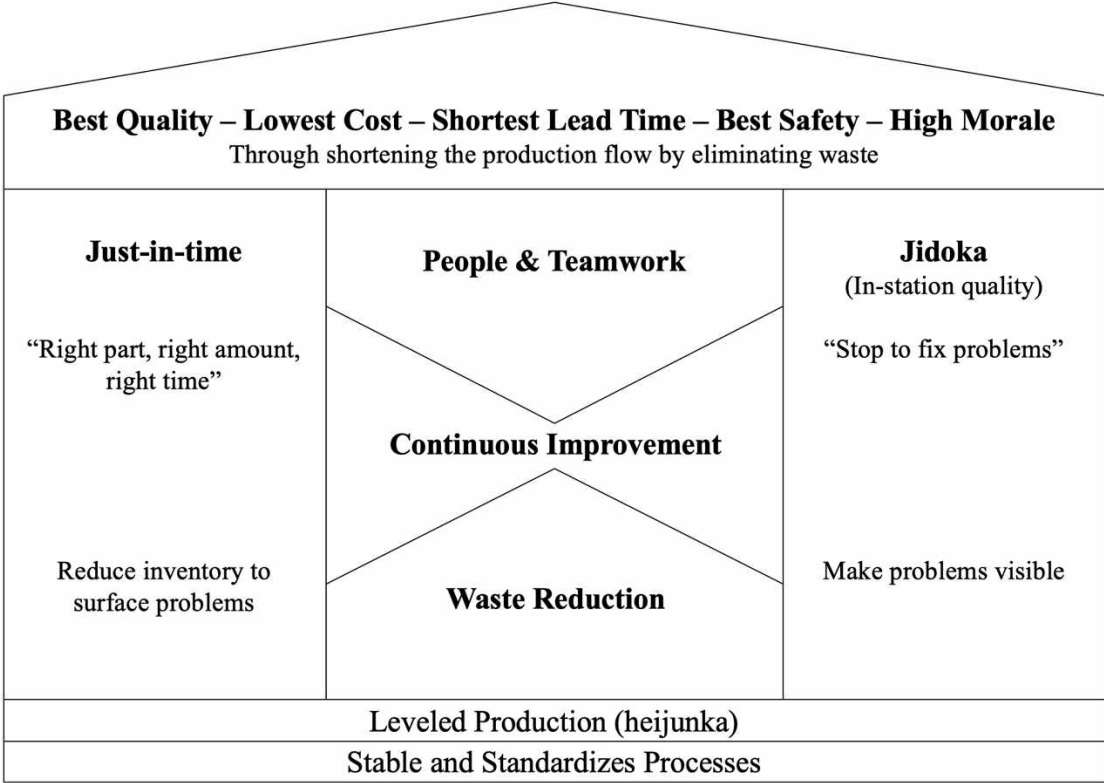 Best Quality – Lowest Cost – Shortest Lead Time – Best Safety – High Morale
Through shortening the production flow by eliminating waste
Just-in-time
“Right part, right amount,
right time”
Reduce inventory to
surface problems
People & Teamwork
Continuous Improvement
Waste Reduction
Jidoka
(In-station quality)
“Stop to fix problems”
Make problems visible
Leveled Production (heijunka)
Stable and Standardizes Processes